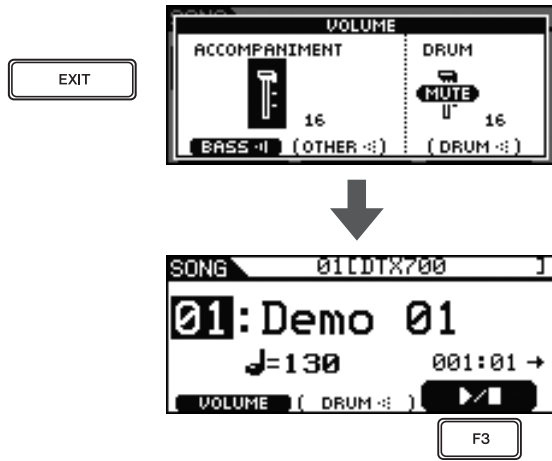 EXIT
VOLUME
ACCOMPANIMENT DRUM
MUTE
16 16
BASS (OTHER ) (DRUM )
SONG 01[DTX700 ]
01:Demo 01
=130 001:01
VOLUME ( DRUM )
F3